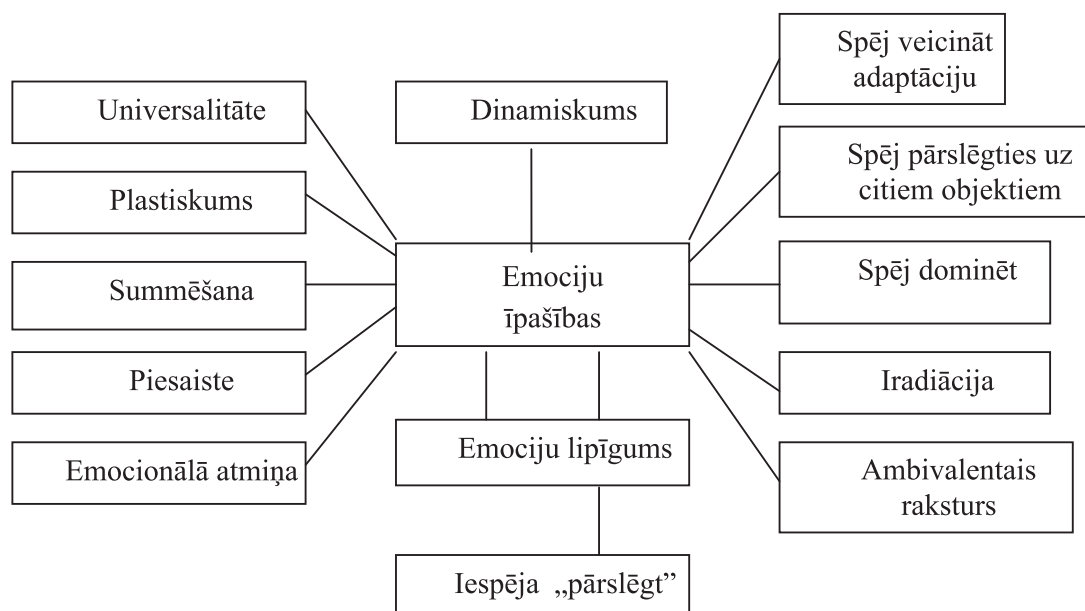 Universalitāte
Plastiskums
Summēšana
Piesaiste
Emocionālā atmiņa
Dinamiskums
Emociju
īpašības
Emociju lipīgums
Iespēja „pārslēgt”
Spēj veicināt
adaptāciju
Spēj pārslēgties uz
citiem objektiem
Spēj dominēt
Iradiācija
Ambivalentais
raksturs